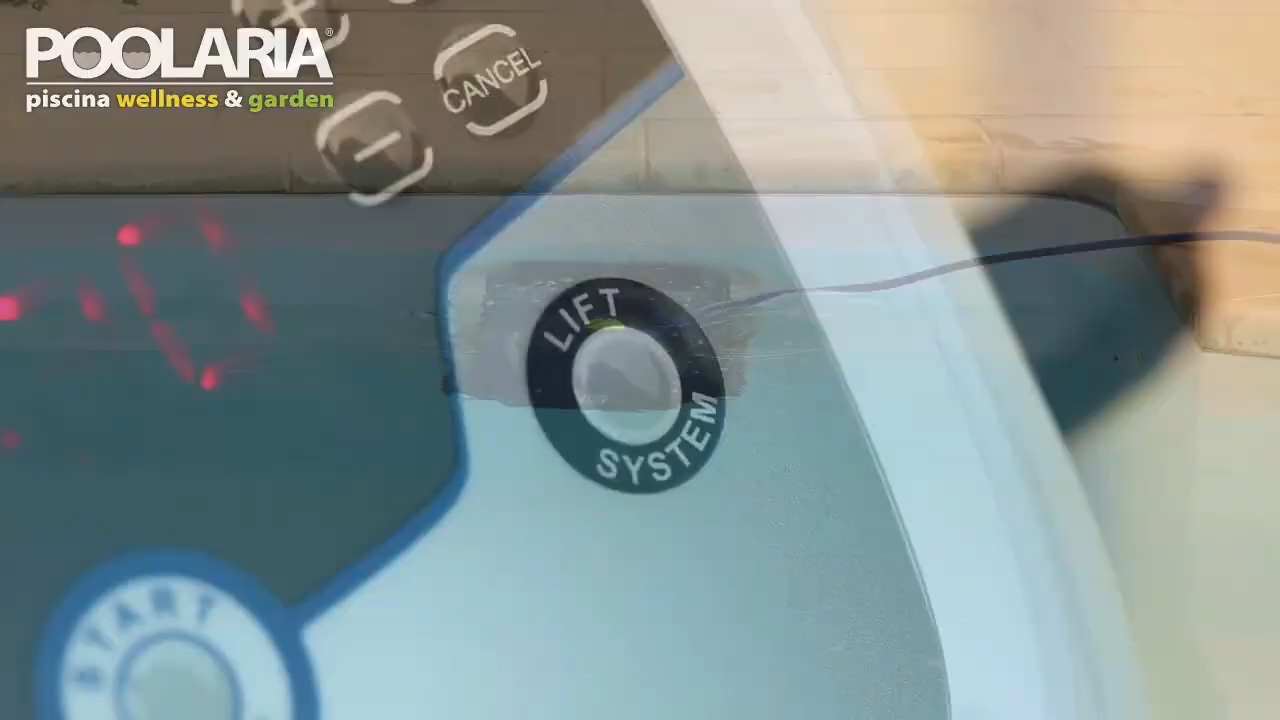 POOLARIA®
piscina wellness & garden
+
CANCEL
−
LIFT
SYSTEM
START